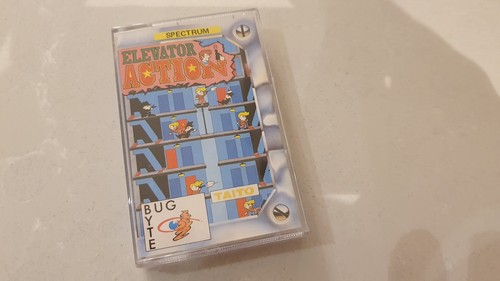 SPECTRUM
ELEVATOR
ACTION
TAITO
BUG
BYTE